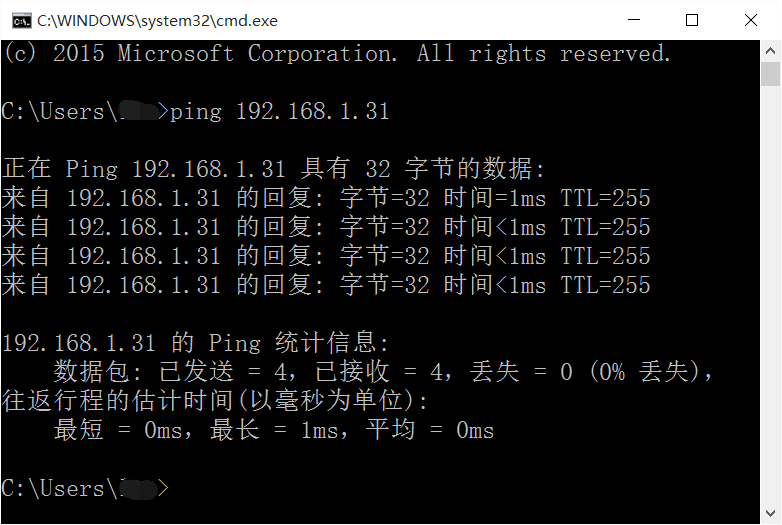 C:\WINDOWS\system32\cmd.exe
(c) 2015 Microsoft Corporation. All rights reserved.
C:\Users\>ping 192.168.1.31
正在 Ping 192.168.1.31 具有 32 字节的数据:
来自 192.168.1.31 的回复: 字节=32 时间=1ms TTL=255
来自 192.168.1.31 的回复: 字节=32 时间<1ms TTL=255
来自 192.168.1.31 的回复: 字节=32 时间<1ms TTL=255
来自 192.168.1.31 的回复: 字节=32 时间<1ms TTL=255
192.168.1.31 的 Ping 统计信息:
数据包: 已发送 = 4，已接收 = 4，丢失 = 0 (0% 丢失)，
往返行程的估计时间(以毫秒为单位):
最短 = 0ms，最长 = 1ms，平均 = 0ms
C:\Users\>